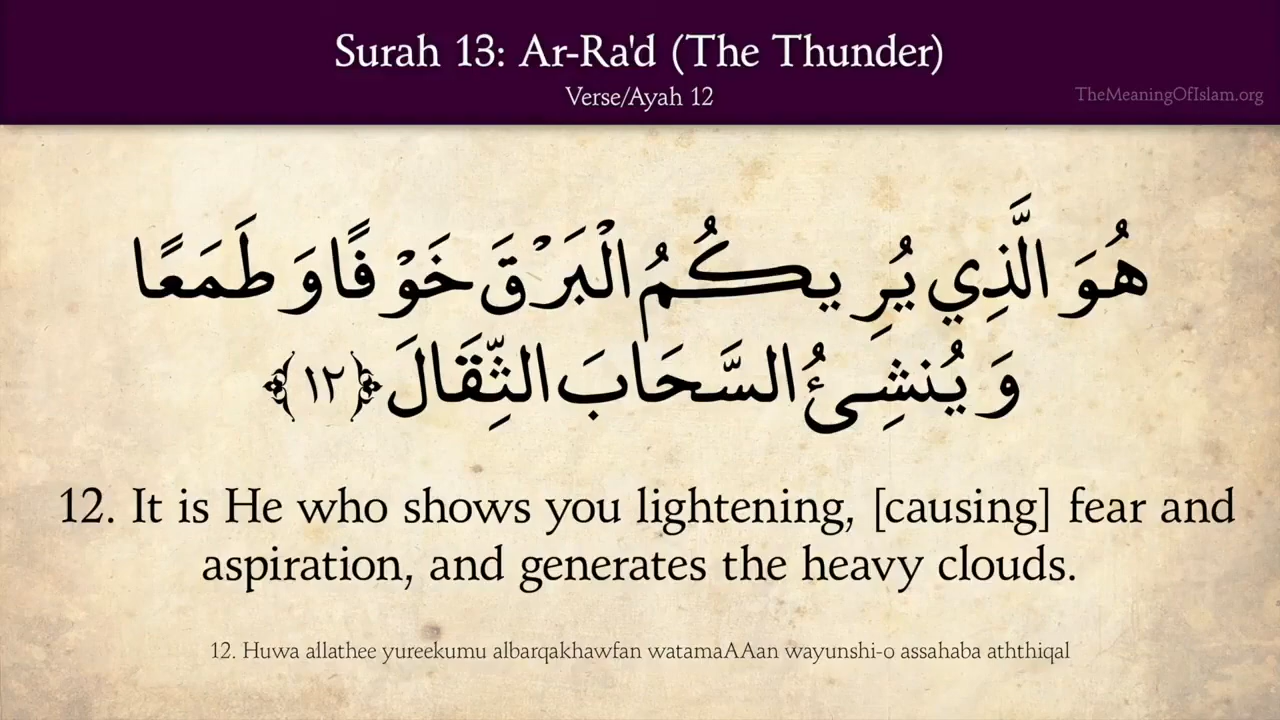 Surah 13: Ar-Ra'd (The Thunder)
Verse/Ayah 12
TheMeaningOfIslam.org
هُوَ الَّذِي يُرِيكُمُ الْبَرْقَ خَوْفًا وَطَمَعًا
وَيُنشِئُ السَّحَابَ الثِّقَالَ ﴿١٢﴾
12. It is He who shows you lightening, [causing] fear and
aspiration, and generates the heavy clouds.
12. Huwa allathee yureekumu albarqakhawfan watamaAAan wayunshi-o assahaba aththiqal